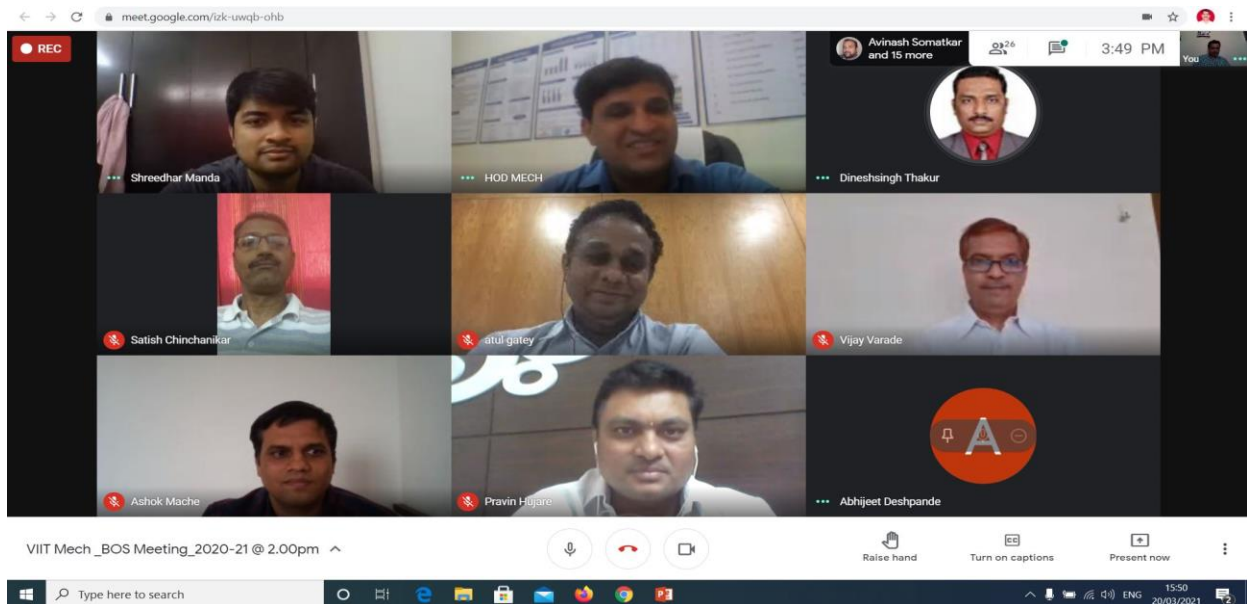 meet.google.com/izk-uwqb-ohb
REC
Avinash Somatkar
and 15 more
26
3:49 PM
You
Shreedhar Manda
HOD MECH
Dineshsingh Thakur
Satish Chinchanikar
atul gatey
Vijay Varade
Ashok Mache
Pravin Hujare
A
Abhijeet Deshpande
VIIT Mech _BOS Meeting_2020-21 @ 2.00pm
Raise hand
CC
Turn on captions
Present now
Type here to search
ENG
15:50
20/03/2021
2